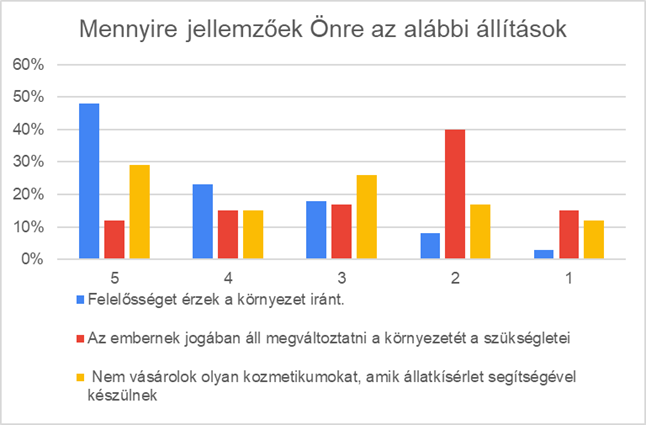 Mennyire jellemzőek Önre az alábbi állítások
60%
50%
40%
30%
20%
10%
0%
5 4 3 2 1
Felelősséget érzek a környezet iránt.
Az embernek jogában áll megváltoztatni a környezetét a szükségletei
Nem vásárolok olyan kozmetikumokat, amik állatkísérlet segítségével
készülnek